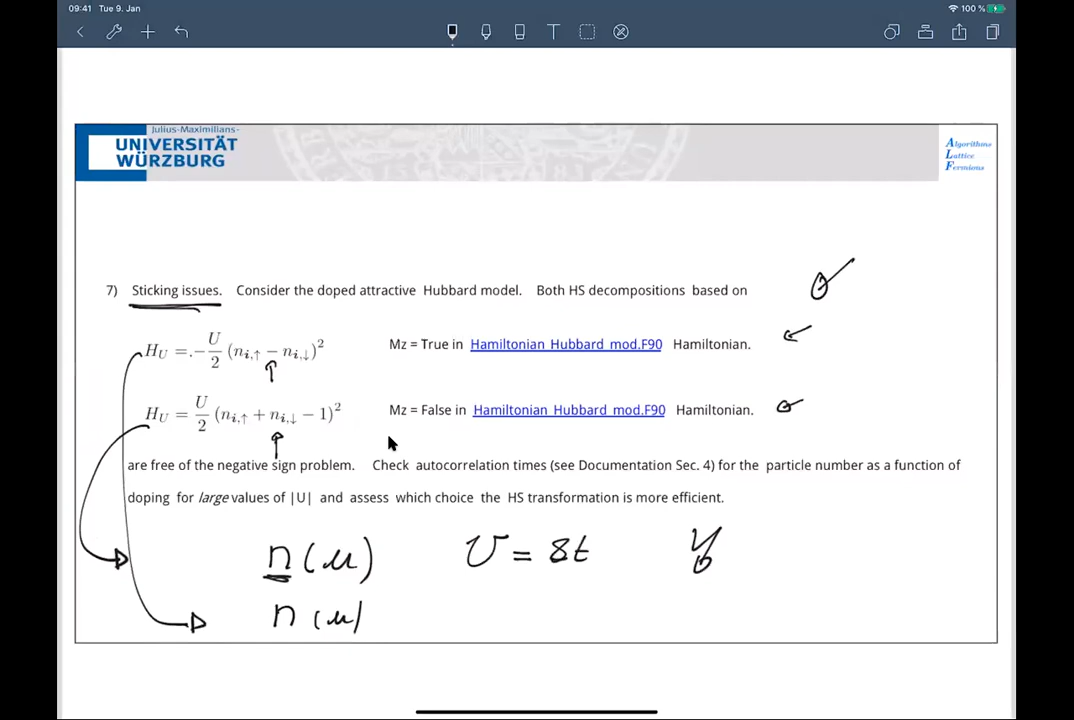 09:41 Tue 9. Jan
100 %
Julius-Maximilians-
UNIVERSITÄT
WÜRZBURG
Algorithms
Lattice
Fermions
7) Sticking issues. Consider the doped attractive Hubbard model. Both HS decompositions based on
H_U =.-U/2 (n_{i,↑} − n_{i,↓})^2 Mz = True in Hamiltonian_Hubbard_mod.F90 Hamiltonian.
H_U = U/2 (n_{i,↑} + n_{i,↓} − 1)^2 Mz = False in Hamiltonian_Hubbard_mod.F90 Hamiltonian.
are free of the negative sign problem. Check autocorrelation times (see Documentation Sec. 4) for the particle number as a function of
doping for large values of |U| and assess which choice the HS transformation is more efficient.
n(μ) U = 8t
n(μ)